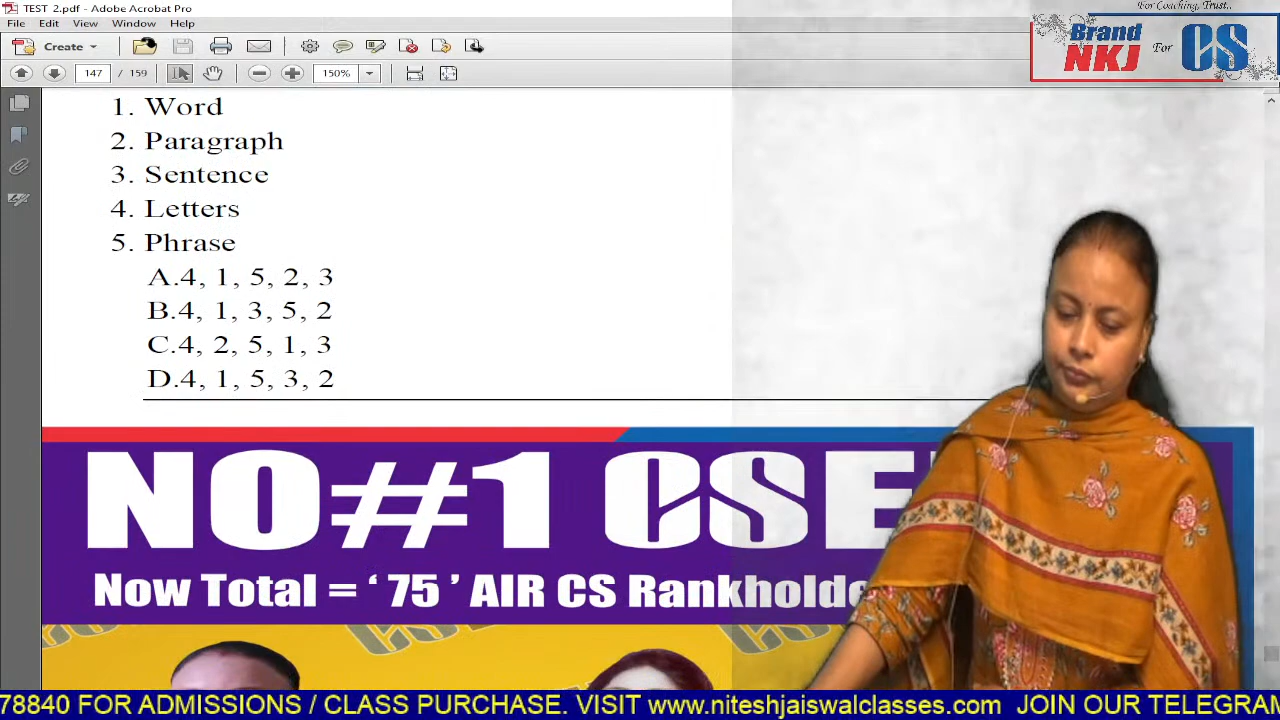 TEST 2.pdf - Adobe Acrobat Pro
File Edit View Window Help
Create
147 / 159 150%
For Coaching, Trust..
Brand
NKJ For CS
1. Word
2. Paragraph
3. Sentence
4. Letters
5. Phrase
A.4, 1, 5, 2, 3
B.4, 1, 3, 5, 2
C.4, 2, 5, 1, 3
D.4, 1, 5, 3, 2
NO#1 CSE
Now Total = ‘ 75 ’ AIR CS Rankholde
78840 FOR ADMISSIONS / CLASS PURCHASE. VISIT www.niteshjaiswalclasses.com JOIN OUR TELEGRAM